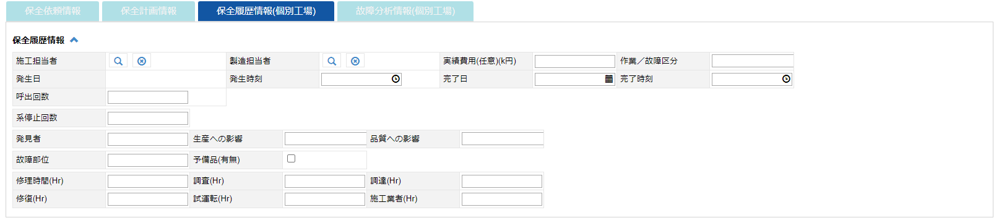 保全依頼情報 保全計画情報 保全履歴情報(個別工場) 故障分析情報(個別工場)
保全履歴情報
施工担当者 製造担当者 実績費用(任意)(k円) 作業／故障区分
発生日 発生時刻 完了日 完了時刻
呼出回数
系停止回数
発見者 生産への影響 品質への影響
故障部位 予備品(有無)
修理時間(Hr) 調査(Hr) 調達(Hr)
修復(Hr) 試運転(Hr) 施工業者(Hr)